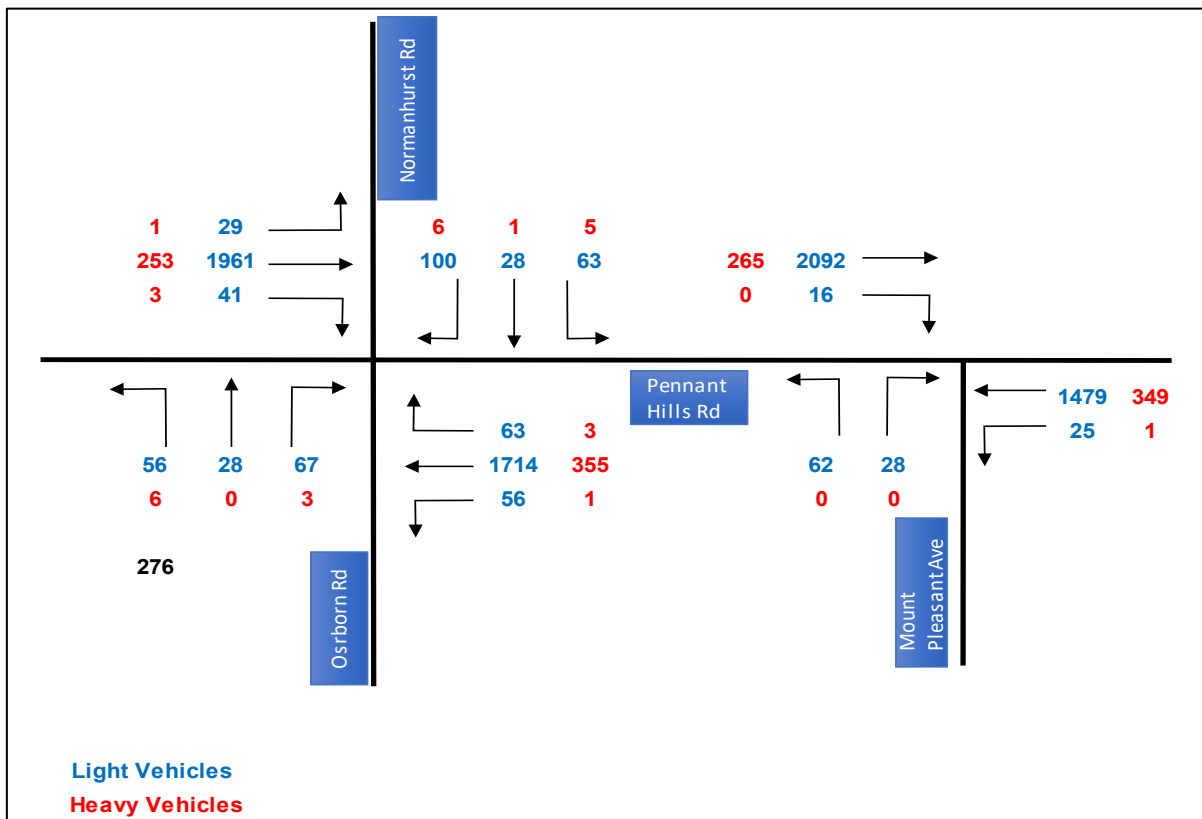 Normanhurst Rd
1 29
6 1 5
253 1961
100 28 63
265 2092
3 41
0 16
Pennant
Hills Rd
1479 349
63 3
25 1
56 28 67
1714 355
62 28
6 0 3
56 1
0 0
276
Osrborn Rd
Mount
Pleasant Ave
Light Vehicles
Heavy Vehicles